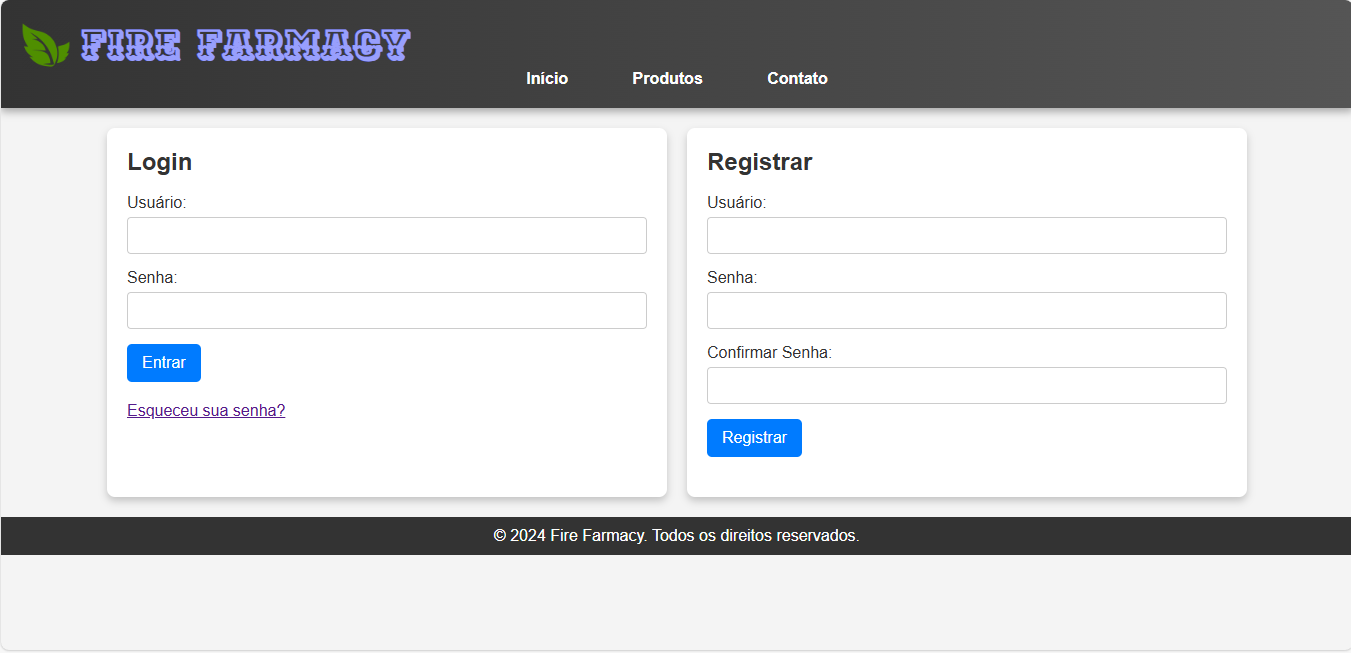 FIRE FARMACY
Início Produtos Contato
Login
Usuário:
Senha:
Entrar
Esqueceu sua senha?
Registrar
Usuário:
Senha:
Confirmar Senha:
Registrar
© 2024 Fire Farmacy. Todos os direitos reservados.